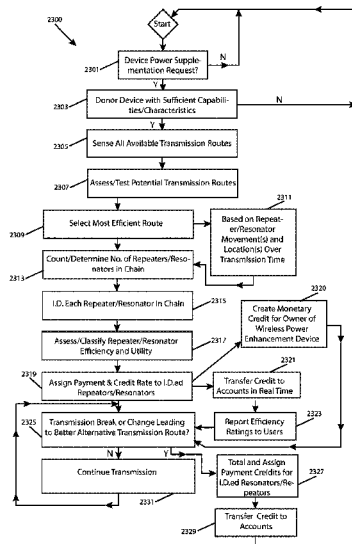 2300
Start
Device Power Supple-
mentation Request?
N
2301
Y
Donor Device with Sufficient Capabili-
ties/Characteristics
N
2303
Y
Sense All Available Transmission Routes
2305
Assess/Test Potential Transmission Routes
2307
2311
Select Most Efficient Route
2309
Based on Repeat-
er/Resonator
Movement(s) and
Location(s) Over
Transmission Time
Count/Determine No. of Repeaters/Reso-
nators in Chain
2313
I.D. Each Repeater/Resonator In Chain
2315
2320
Create Monetary
Credit for Owner of
Wireless Power
Enhancement Device
Assess/Classify Repeater/Resonator
Efficiency and Utility
2317
2321
Assign Payment & Credit Rate to I.D.ed
Repeaters/Resonators
2319
Transfer Credit to
Accounts in Real Time
Transmission Break or Change Leading
to Better Alternative Transmission Route?
2325
Report Efficiency
Ratings to Users
2323
N
Y
Continue Transmission
2331
Total and Assign
Payment Credits for
I.D.ed Resonators/Re-
peators
2327
Transfer Credit to
Accounts
2329